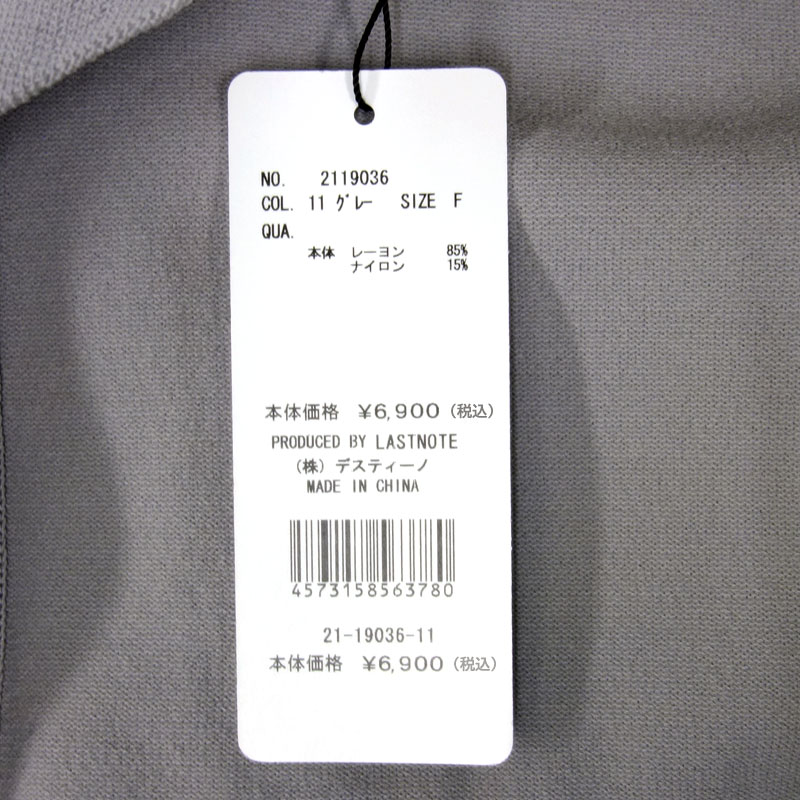 NO. 2119036
COL. 11 ｸﾞﾚｰ SIZE F
QUA.
本体 レーヨン 85%
ナイロン 15%
本体価格 ¥6,900 (税込)
PRODUCED BY LASTNOTE
(株) デスティーノ
MADE IN CHINA
4573158563780
21-19036-11
本体価格 ¥6,900 (税込)